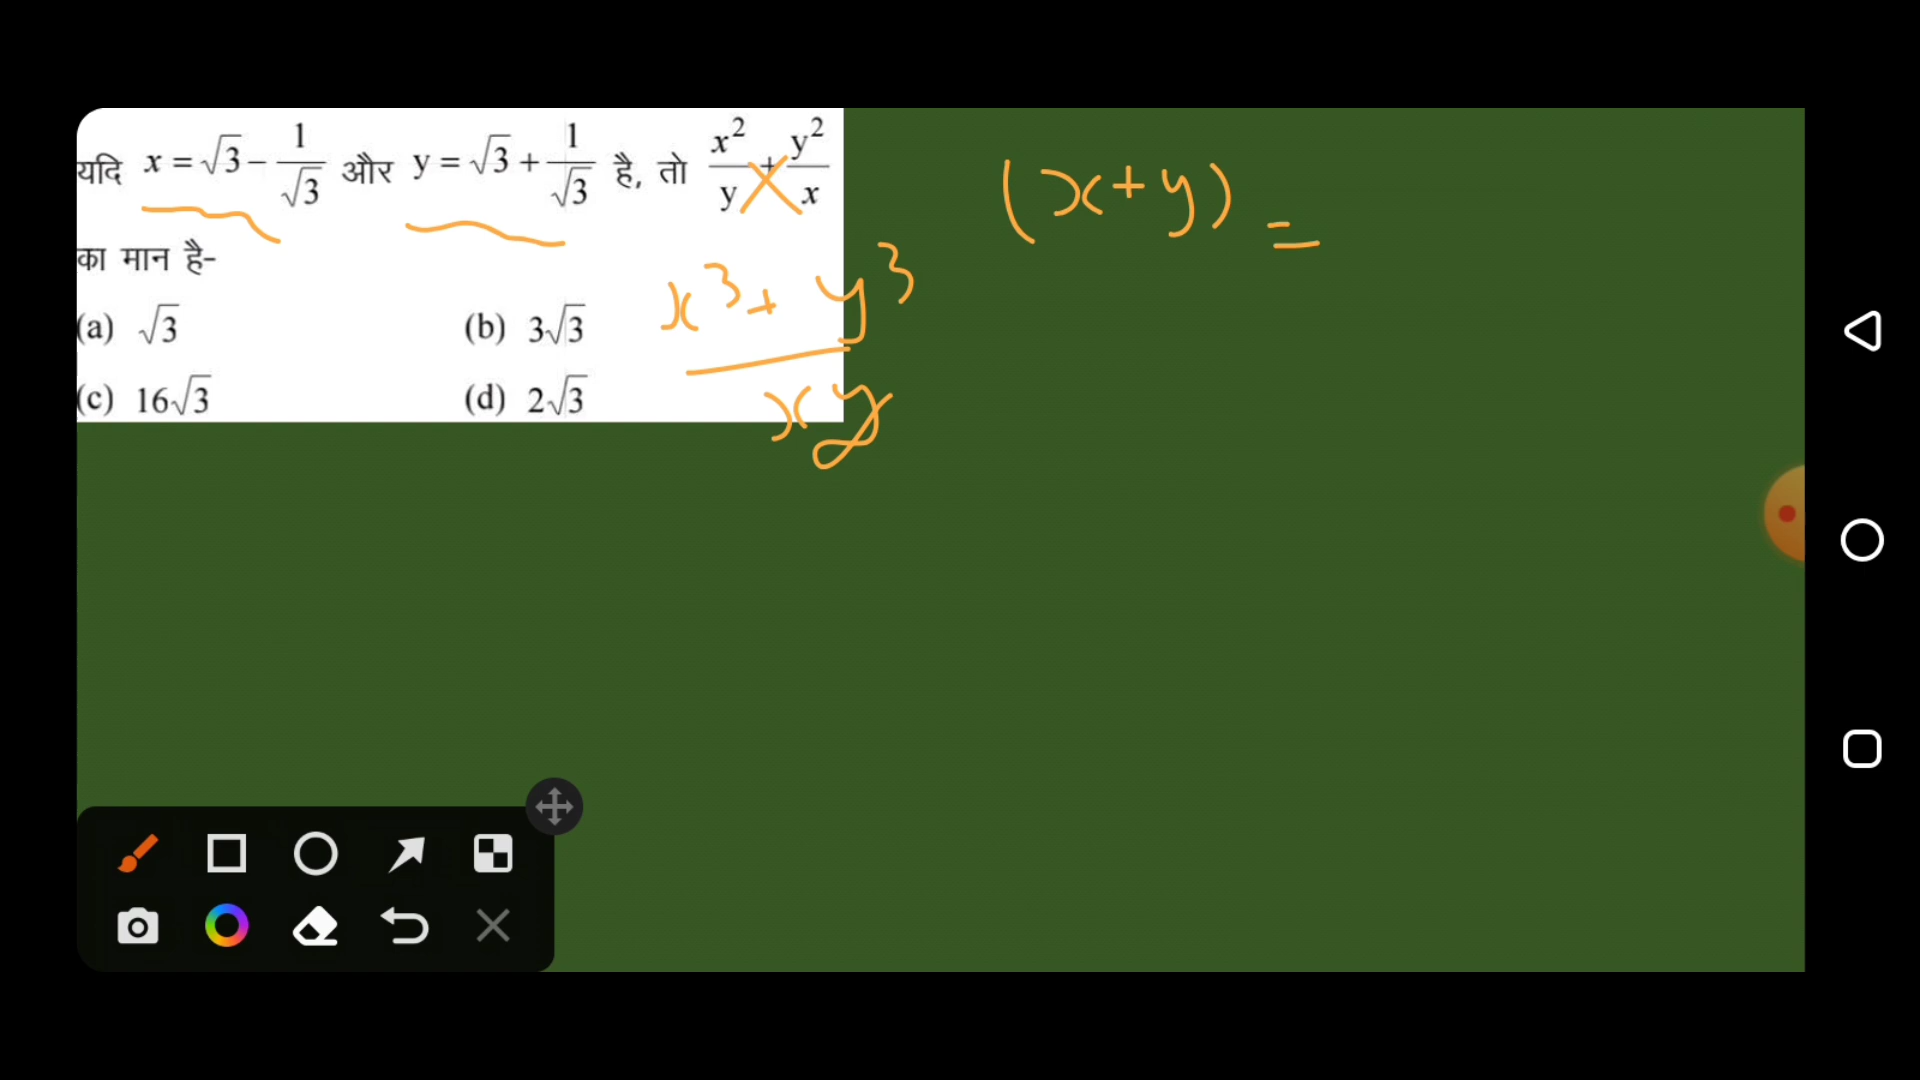 यदि x = √3 − 1/√3 और y = √3 + 1/√3 है, तो x²/y + y²/x
का मान है-
(a) √3 (b) 3√3
(c) 16√3 (d) 2√3
x³ + y³
xy
(x+y) =